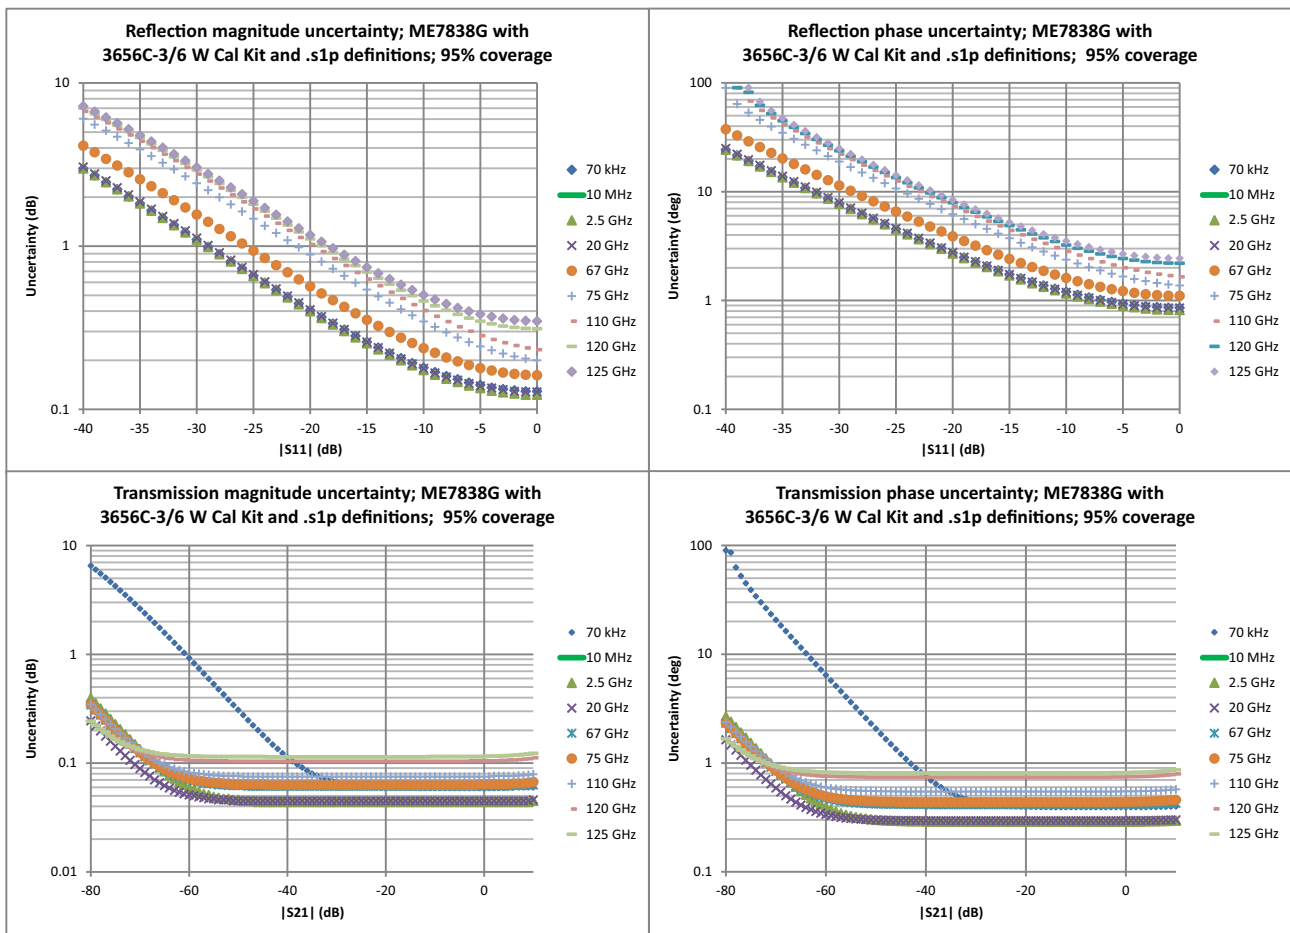 Reflection magnitude uncertainty; ME7838G with
3656C-3/6 W Cal Kit and .s1p definitions; 95% coverage
10
1
0.1
Uncertainty (dB)
-40 -35 -30 -25 -20 -15 -10 -5 0
|S11| (dB)
70 kHz
10 MHz
2.5 GHz
20 GHz
67 GHz
75 GHz
110 GHz
120 GHz
125 GHz
Reflection phase uncertainty; ME7838G with
3656C-3/6 W Cal Kit and .s1p definitions;  95% coverage
100
10
1
0.1
Uncertainty (deg)
-40 -35 -30 -25 -20 -15 -10 -5 0
|S11| (dB)
70 kHz
10 MHz
2.5 GHz
20 GHz
67 GHz
75 GHz
110 GHz
120 GHz
125 GHz
Transmission magnitude uncertainty; ME7838G with
3656C-3/6 W Cal Kit and .s1p definitions;  95% coverage
10
1
0.1
0.01
Uncertainty (dB)
-80 -60 -40 -20 0
|S21| (dB)
70 kHz
10 MHz
2.5 GHz
20 GHz
67 GHz
75 GHz
110 GHz
120 GHz
125 GHz
Transmission phase uncertainty; ME7838G with
3656C-3/6 W Cal Kit and .s1p definitions; 95% coverage
100
10
1
0.1
Uncertainty (deg)
-80 -60 -40 -20 0
|S21| (dB)
70 kHz
10 MHz
2.5 GHz
20 GHz
67 GHz
75 GHz
110 GHz
120 GHz
125 GHz